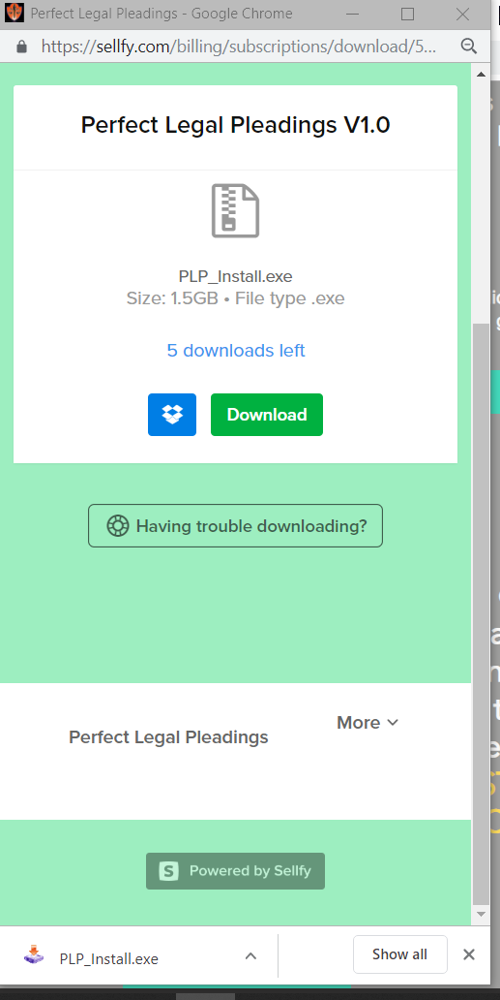 Perfect Legal Pleadings - Google Chrome
https://sellfy.com/billing/subscriptions/download/5...
Perfect Legal Pleadings V1.0
PLP_Install.exe
Size: 1.5GB • File type .exe
5 downloads left
Download
Having trouble downloading?
More
Perfect Legal Pleadings
S Powered by Sellfy
PLP_Install.exe
Show all